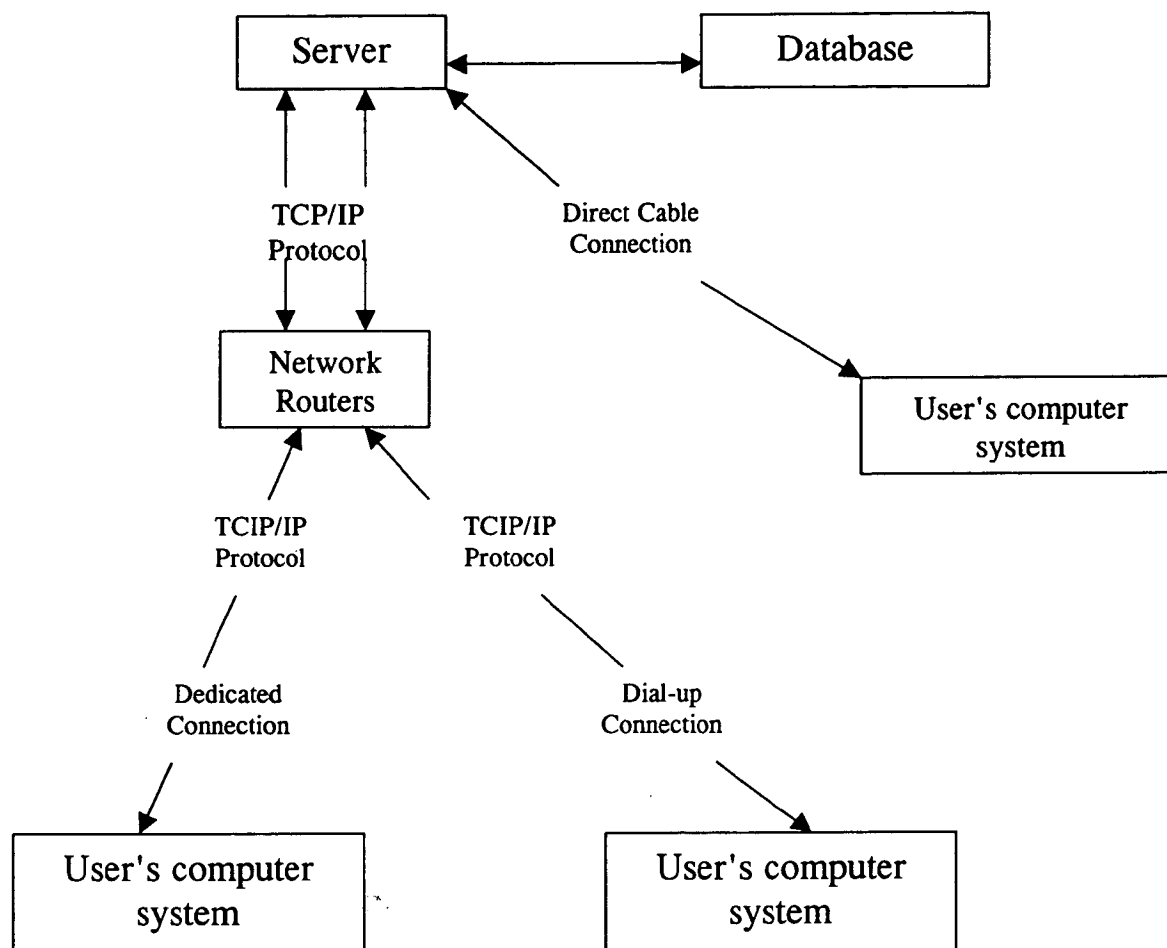 Server
Database
TCP/IP
Protocol
Direct Cable
Connection
Network
Routers
User's computer
system
TCIP/IP
Protocol
TCIP/IP
Protocol
Dedicated
Connection
Dial-up
Connection
User's computer
system
User's computer
system